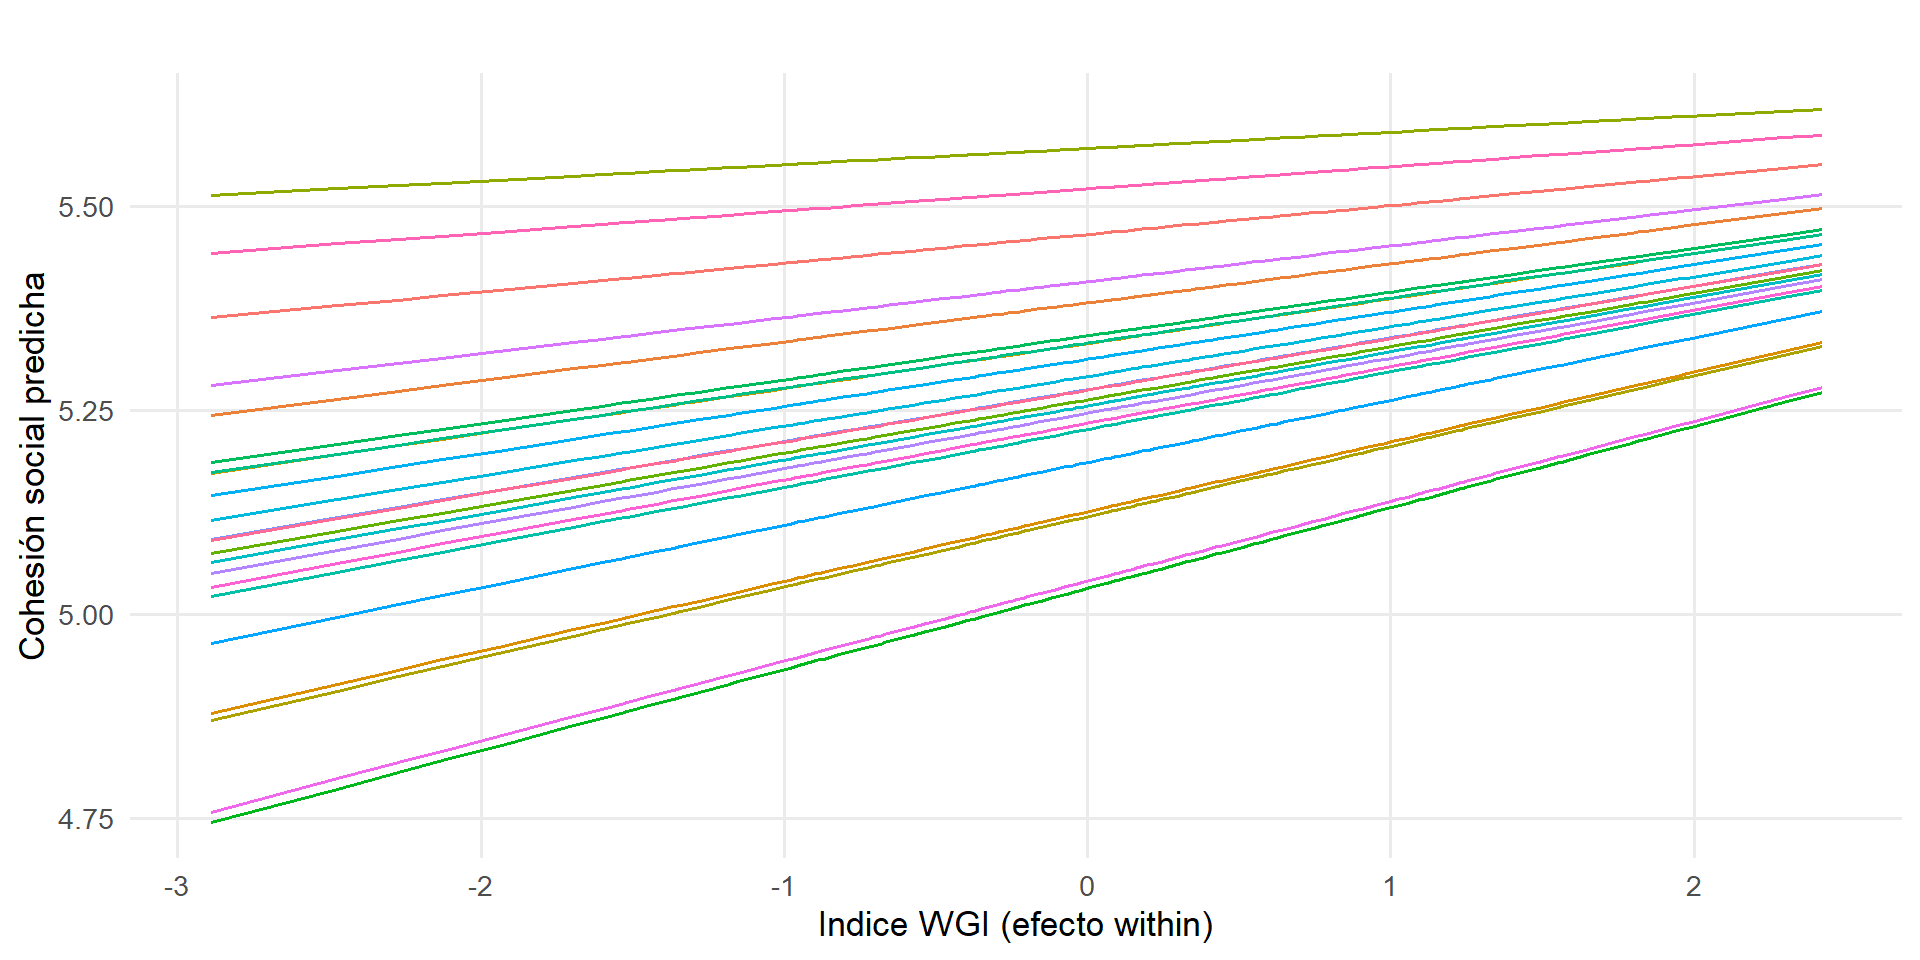 Cohesión social predicha
5.50
5.25
5.00
4.75
-3 -2 -1 0 1 2
Indice WGI (efecto within)